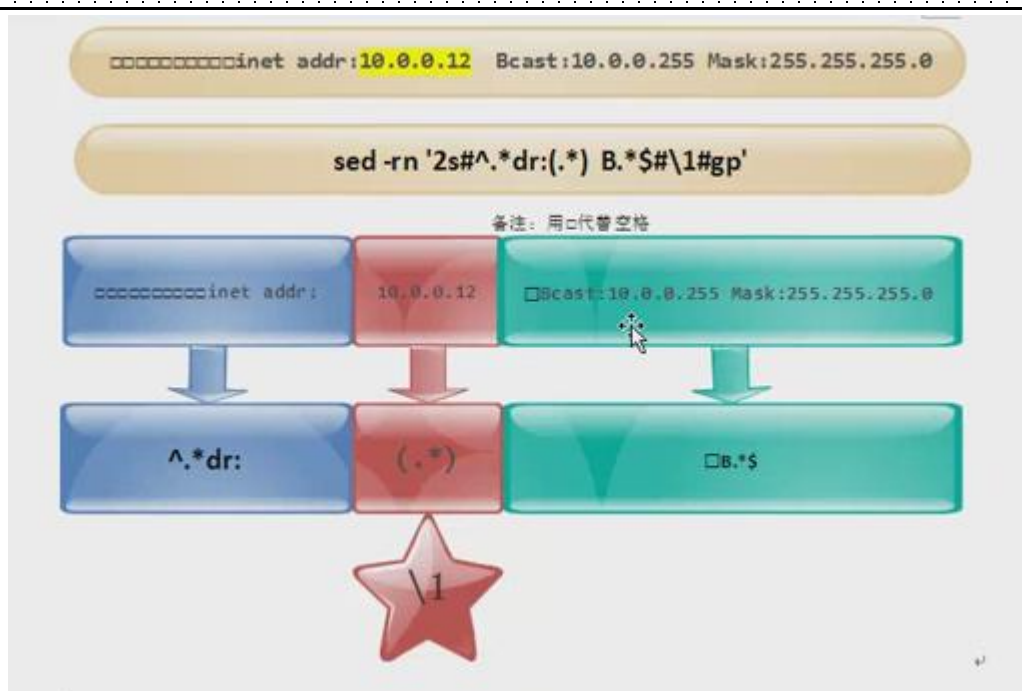 □□□□□□□□□□inet addr:10.0.0.12  Bcast:10.0.0.255 Mask:255.255.255.0
sed -rn '2s#^.*dr:(.*) B.*$#\1#gp'
备注: 用□代替空格
□□□□□□□□□□inet addr:
10.0.0.12
□Bcast:10.0.0.255 Mask:255.255.255.0
^.*dr:
(.*)
□B.*$
\1